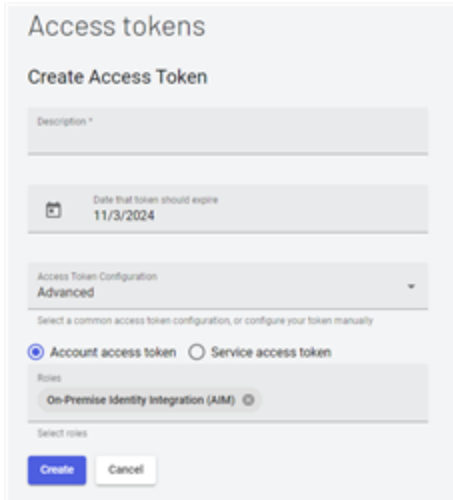 Access tokens
Create Access Token
Description *
Date that token should expire
11/3/2024
Access Token Configuration
Advanced
Select a common access token configuration, or configure your token manually
Account access token Service access token
Roles
On-Premise Identity Integration (AIM)
Select roles
Create Cancel